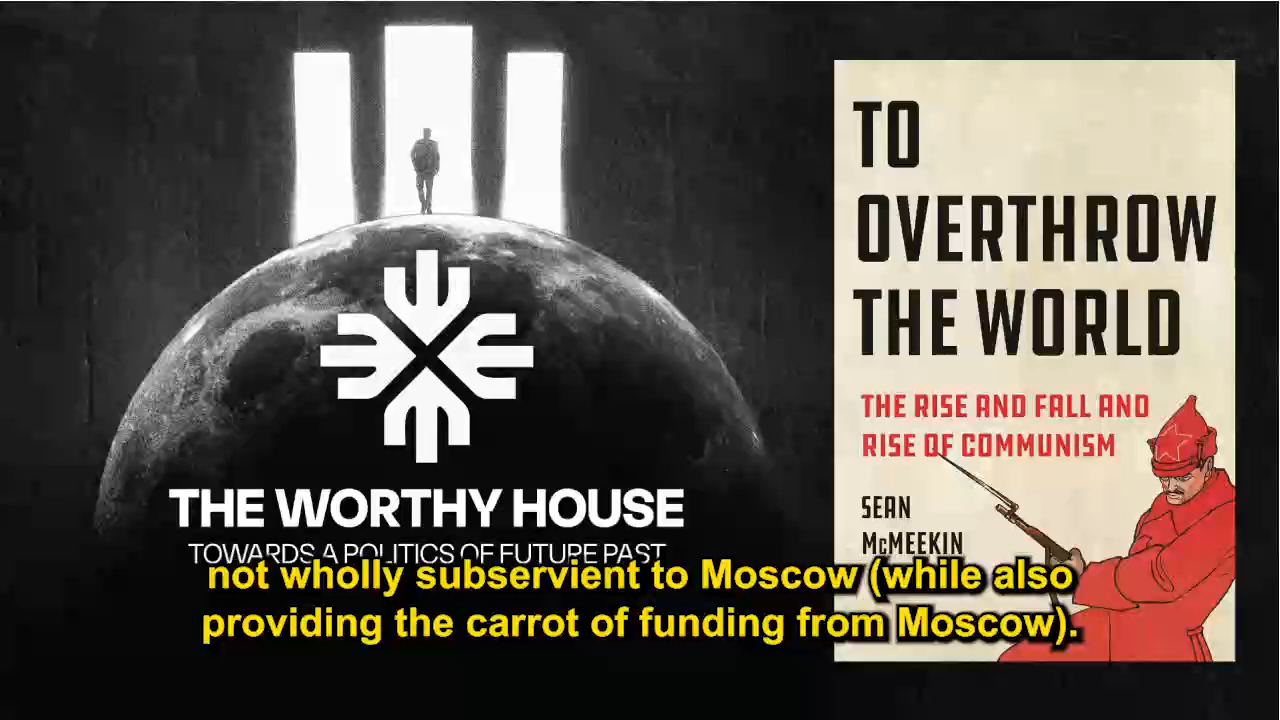 THE WORTHY HOUSE
TOWARDS A POLITICS OF FUTURE PAST
TO
OVERTHROW
THE WORLD
THE RISE AND FALL AND
RISE OF COMMUNISM
SEAN
McMEEKIN
not wholly subservient to Moscow (while also
providing the carrot of funding from Moscow).